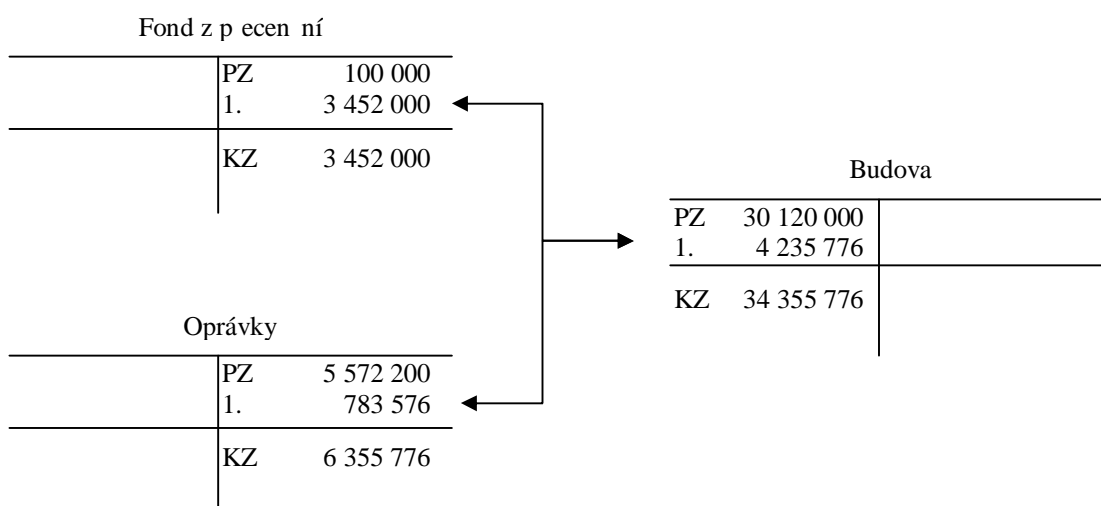 Fond z p ecen ní
PZ 100 000
1. 3 452 000
KZ 3 452 000
Budova
PZ 30 120 000
1. 4 235 776
KZ 34 355 776
Oprávky
PZ 5 572 200
1. 783 576
KZ 6 355 776